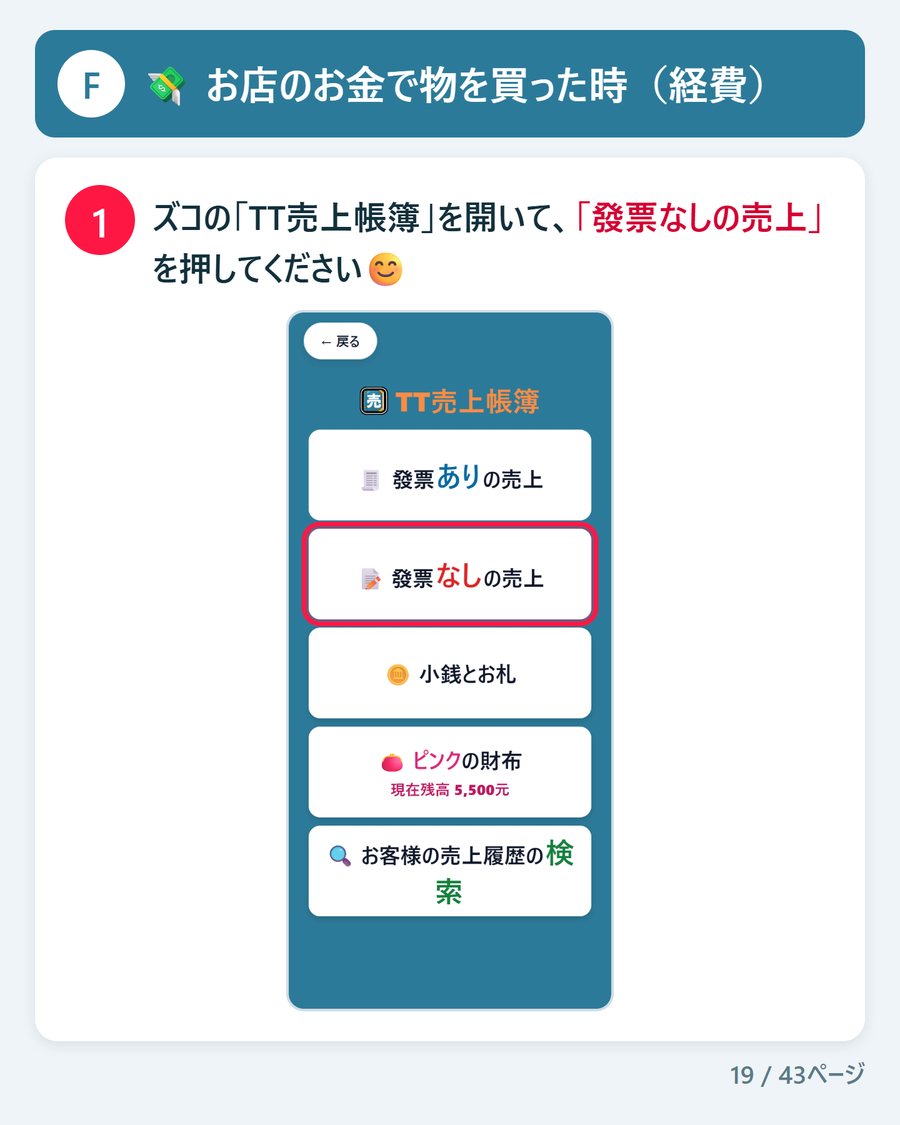 F 💸 お店のお金で物を買った時（経費）
1 ズコの「TT売上帳簿」を開いて、「發票なしの売上」
を押してください😊
← 戻る
売 TT売上帳簿
🧾 發票ありの売上
📝 發票なしの売上
🪙 小銭とお札
👛 ピンクの財布
現在残高 5,500元
🔍 お客様の売上履歴の検
索
19 / 43ページ